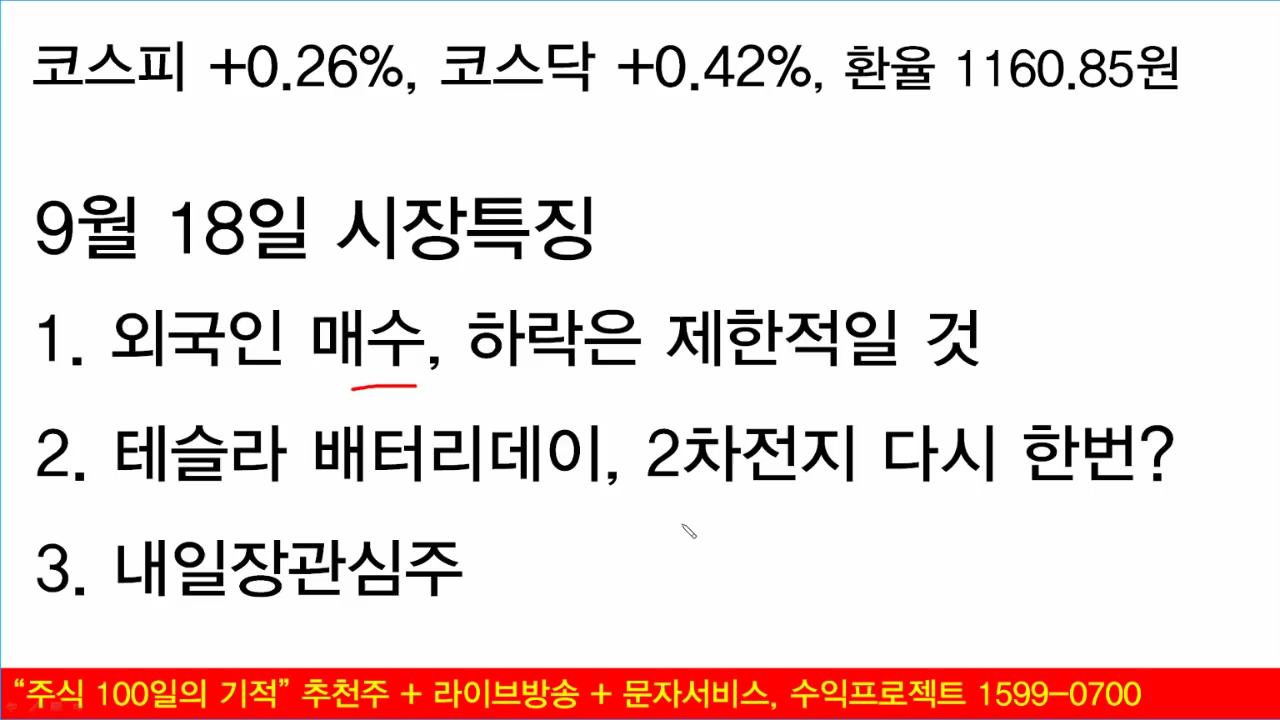 코스피 +0.26%, 코스닥 +0.42%, 환율 1160.85원
9월 18일 시장특징
1. 외국인 매수, 하락은 제한적일 것
2. 테슬라 배터리데이, 2차전지 다시 한번?
3. 내일장관심주
“주식 100일의 기적” 추천주 + 라이브방송 + 문자서비스, 수익프로젝트 1599-0700